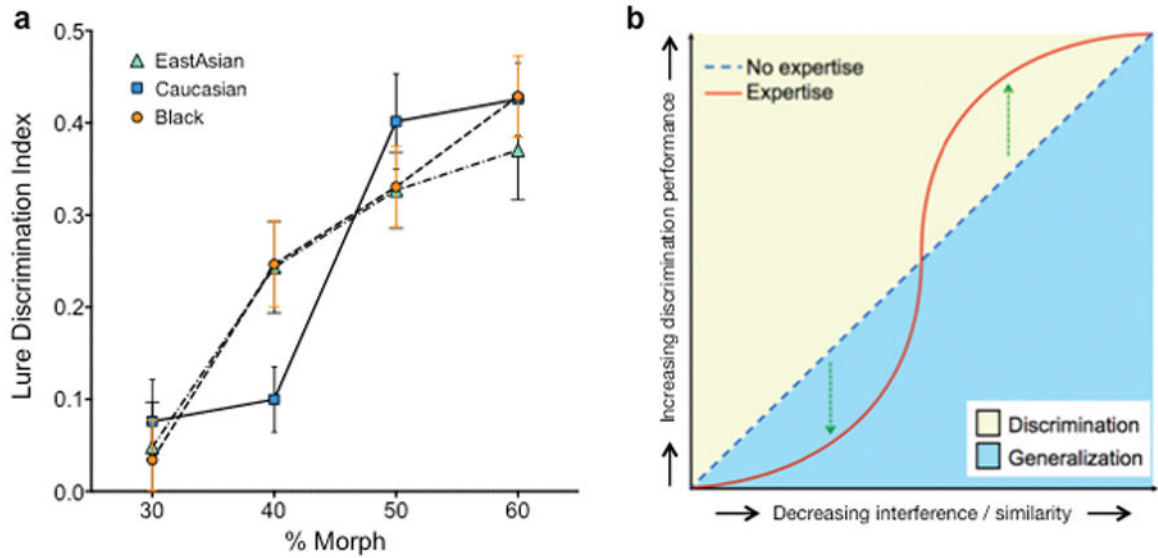 a
0.5
0.4
0.3
0.2
0.1
0.0
Lure Discrimination Index
EastAsian
Caucasian
Black
30 40 50 60
% Morph
b
Increasing discrimination performance
No expertise
Expertise
Discrimination
Generalization
Decreasing interference / similarity